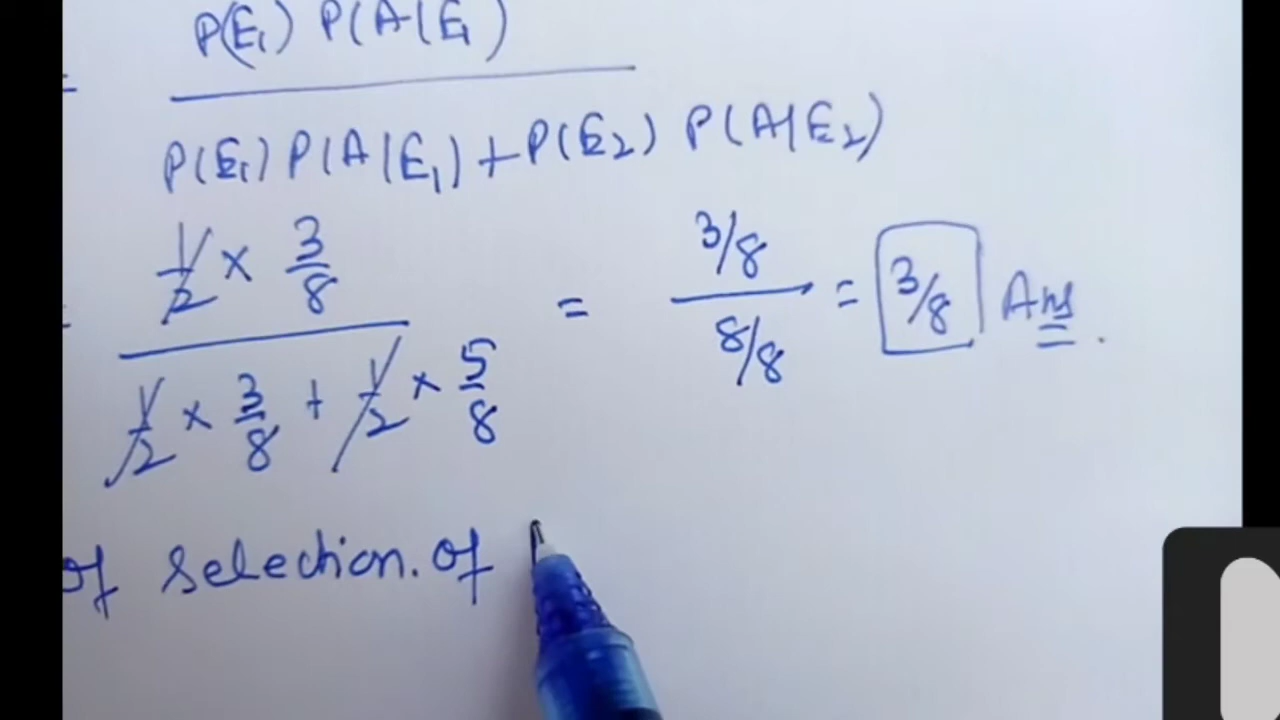 P(E₁) P(A|E₁)
=
P(E₁) P(A|E₁) + P(E₂) P(A|E₂)
1/2 × 3/8
= 1/2 × 3/8 + 1/2 × 5/8 = 3/8 / 8/8 = 3/8 Ans.
of selection. of